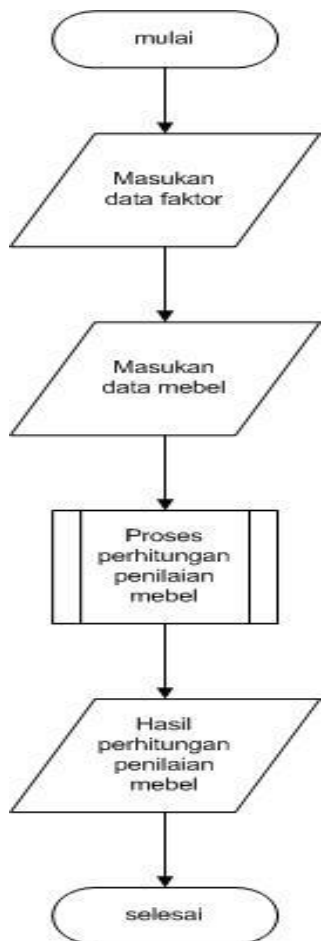 mulai
Masukan
data faktor
Masukan
data mebel
Proses
perhitungan
penilaian
mebel
Hasil
perhitungan
penilaian
mebel
selesai